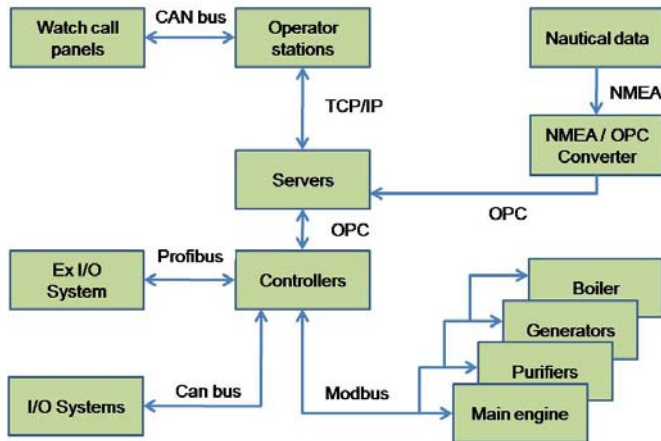 Watch call
panels
CAN bus
Operator
stations
Nautical data
TCP/IP
NMEA
NMEA / OPC
Converter
Servers
OPC
OPC
Ex I/O
System
Profibus
Controllers
Boiler
Generators
Purifiers
Main engine
I/O Systems
Can bus
Modbus